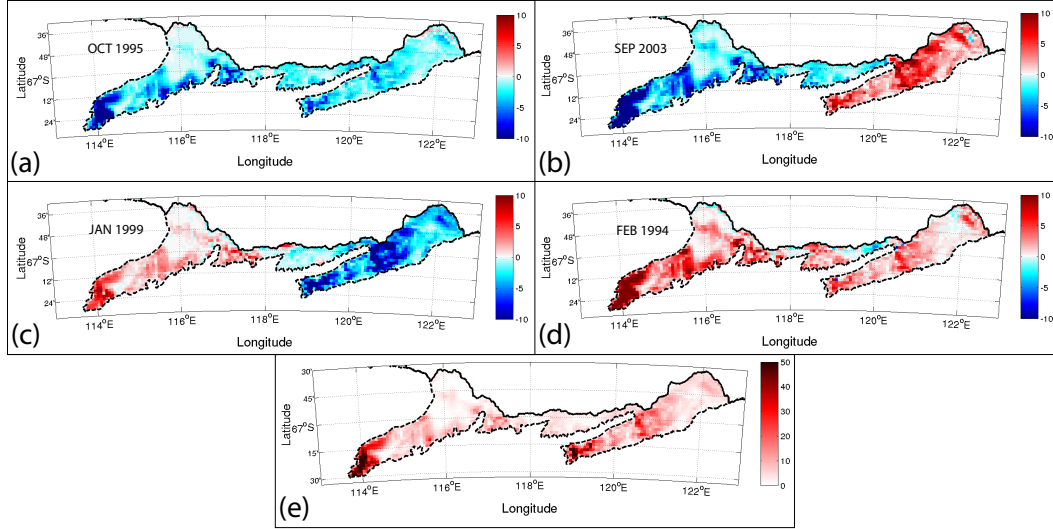 OCT 1995
Latitude
36'
48'
67°S
12'
24'
114°E
116°E
118°E
120°E
122°E
Longitude
10
5
0
-5
-10
(a)
SEP 2003
Latitude
36'
48'
67°S
12'
24'
114°E
116°E
118°E
120°E
122°E
Longitude
10
5
0
-5
-10
(b)
JAN 1999
Latitude
36'
48'
67°S
12'
24'
114°E
116°E
118°E
120°E
122°E
Longitude
10
5
0
-5
-10
(c)
FEB 1994
Latitude
36'
48'
67°S
12'
24'
114°E
116°E
118°E
120°E
122°E
Longitude
10
5
0
-5
-10
(d)
Latitude
30'
45'
67°S
15'
30'
114°E
116°E
118°E
120°E
122°E
Longitude
50
40
30
20
10
0
(e)